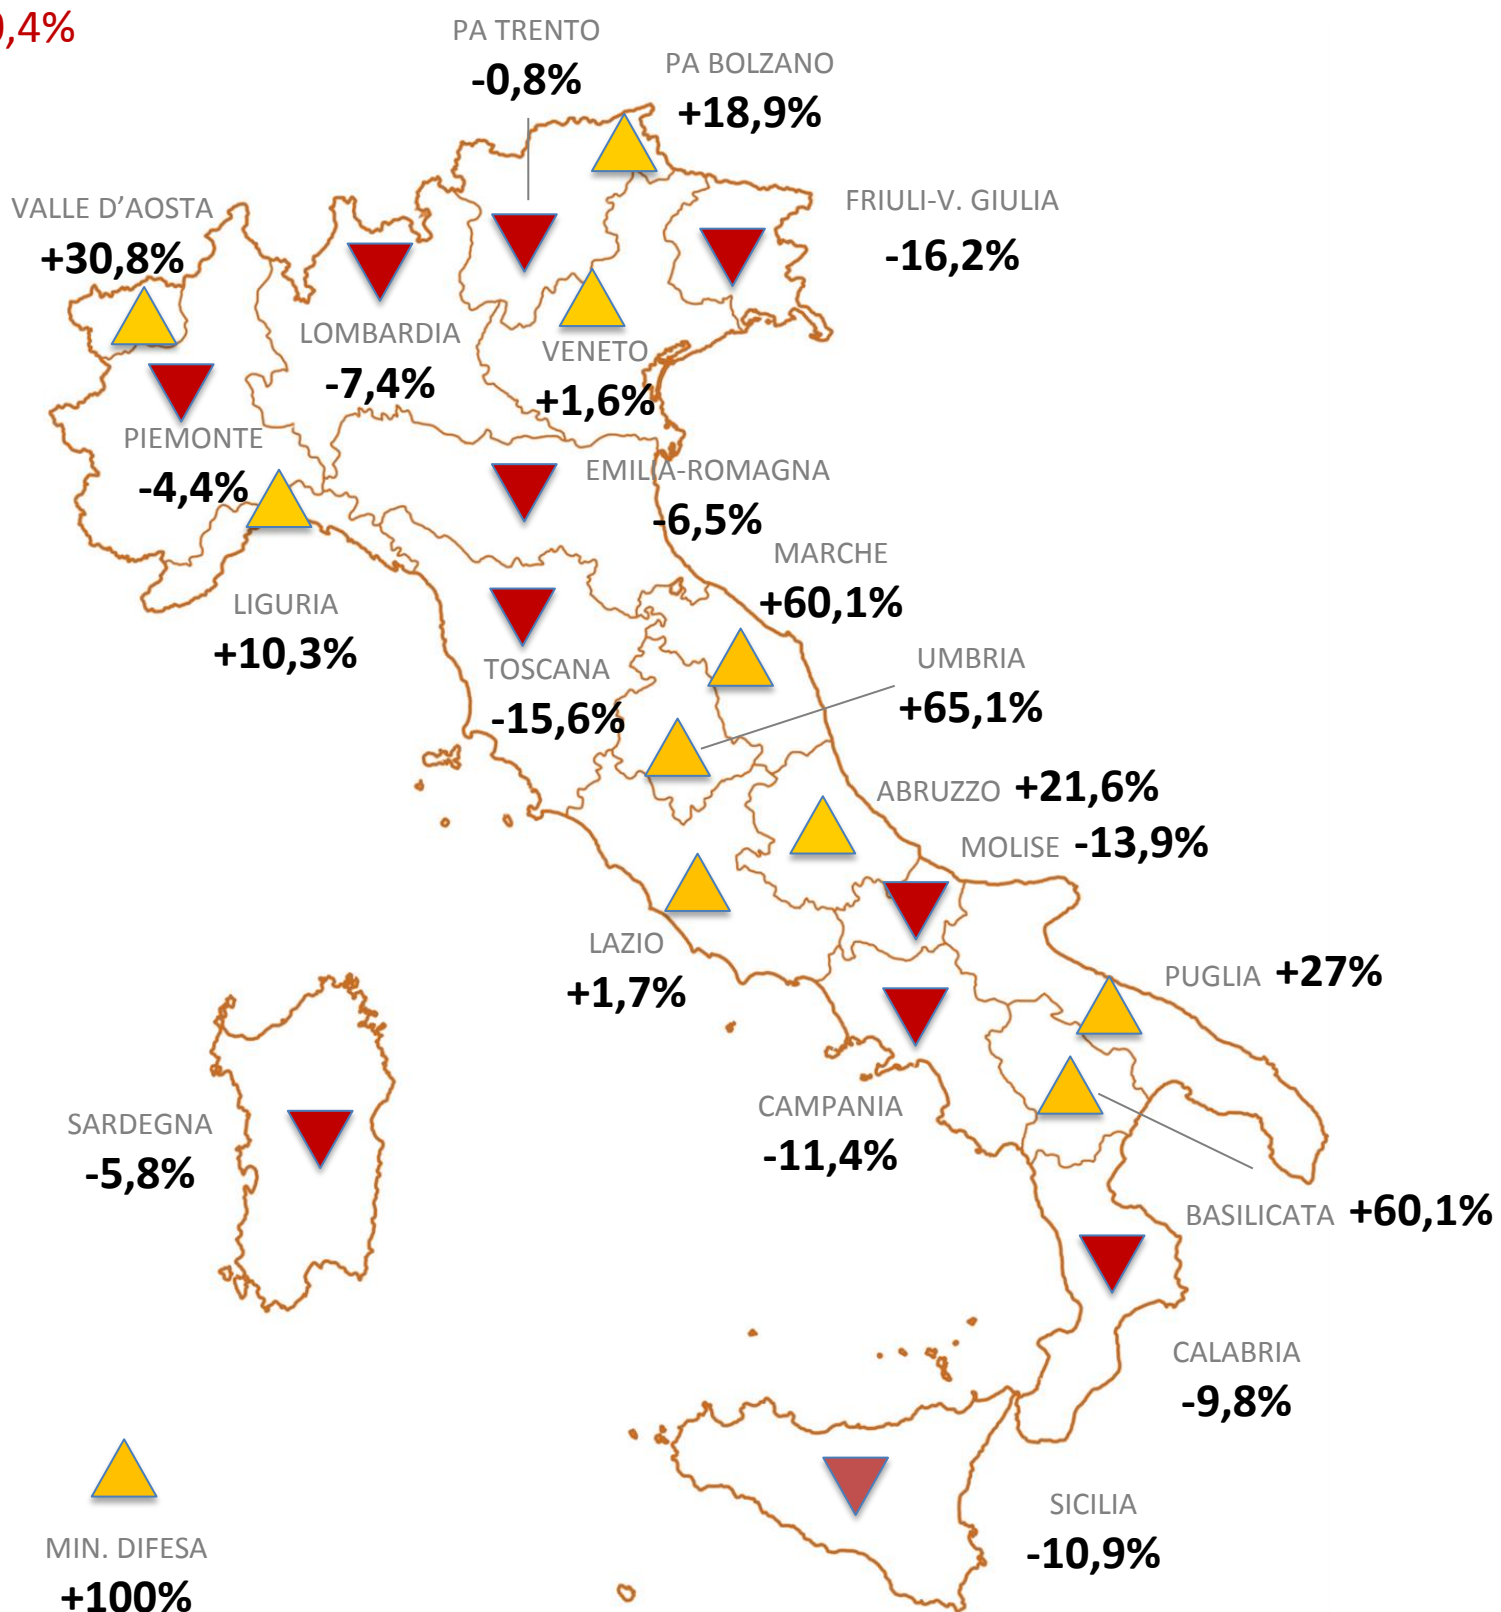 0,4%
PA TRENTO
-0,8%
PA BOLZANO
+18,9%
VALLE D’AOSTA
+30,8%
FRIULI-V. GIULIA
-16,2%
LOMBARDIA
-7,4%
VENETO
+1,6%
PIEMONTE
-4,4%
EMILIA-ROMAGNA
-6,5%
MARCHE
+60,1%
LIGURIA
+10,3%
TOSCANA
-15,6%
UMBRIA
+65,1%
ABRUZZO +21,6%
MOLISE -13,9%
LAZIO
+1,7%
PUGLIA +27%
CAMPANIA
-11,4%
SARDEGNA
-5,8%
BASILICATA +60,1%
CALABRIA
-9,8%
SICILIA
-10,9%
MIN. DIFESA
+100%